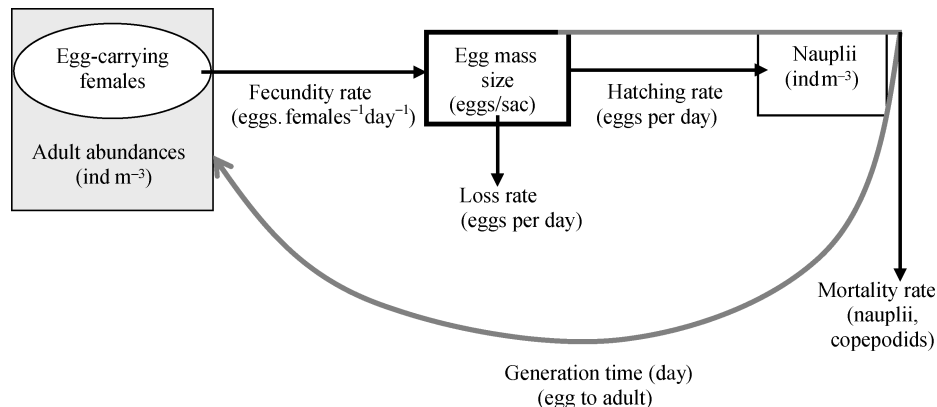 Egg-carrying
females
Adult abundances
(ind m⁻³)
Fecundity rate
(eggs. females⁻¹day⁻¹)
Egg mass
size
(eggs/sac)
Loss rate
(eggs per day)
Hatching rate
(eggs per day)
Nauplii
(ind m⁻³)
Mortality rate
(nauplii,
copepodids)
Generation time (day)
(egg to adult)